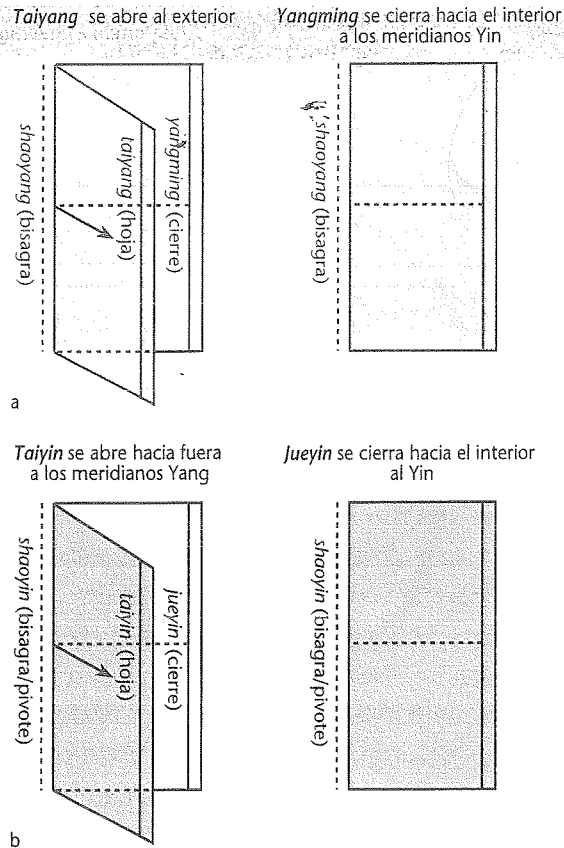 Taiyang se abre al exterior
Yangming se cierra hacia el interior
a los meridianos Yin
shaoyang (bisagra)
taiyang (hoja)
yangming (cierre)
shaoyang (bisagra)
a
Taiyin se abre hacia fuera
a los meridianos Yang
Jueyin se cierra hacia el interior
al Yin
shaoyin (bisagra/pivote)
taiyin (hoja)
jueyin (cierre)
shaoyin (bisagra/pivote)
b